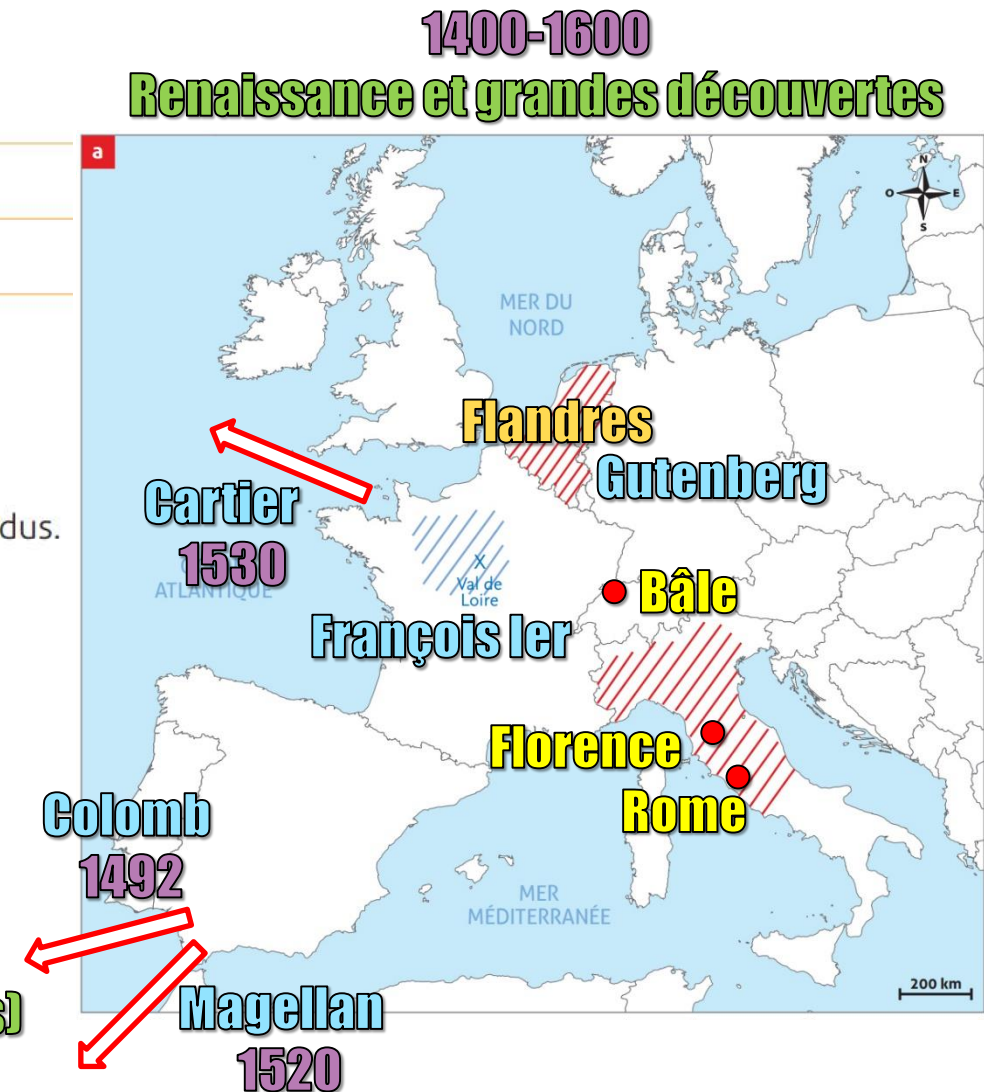 1400-1600
Renaissance et grandes découvertes
a
N
O
E
S
MER DU
NORD
Flandres
Gutenberg
Cartier
1530
dus.
ATLANTIQUE
X
Val de
Loire
Bâle
François Ier
Florence
Rome
Colomb
1492
MER
MÉDITERRANÉE
200 km
s)
Magellan
1520